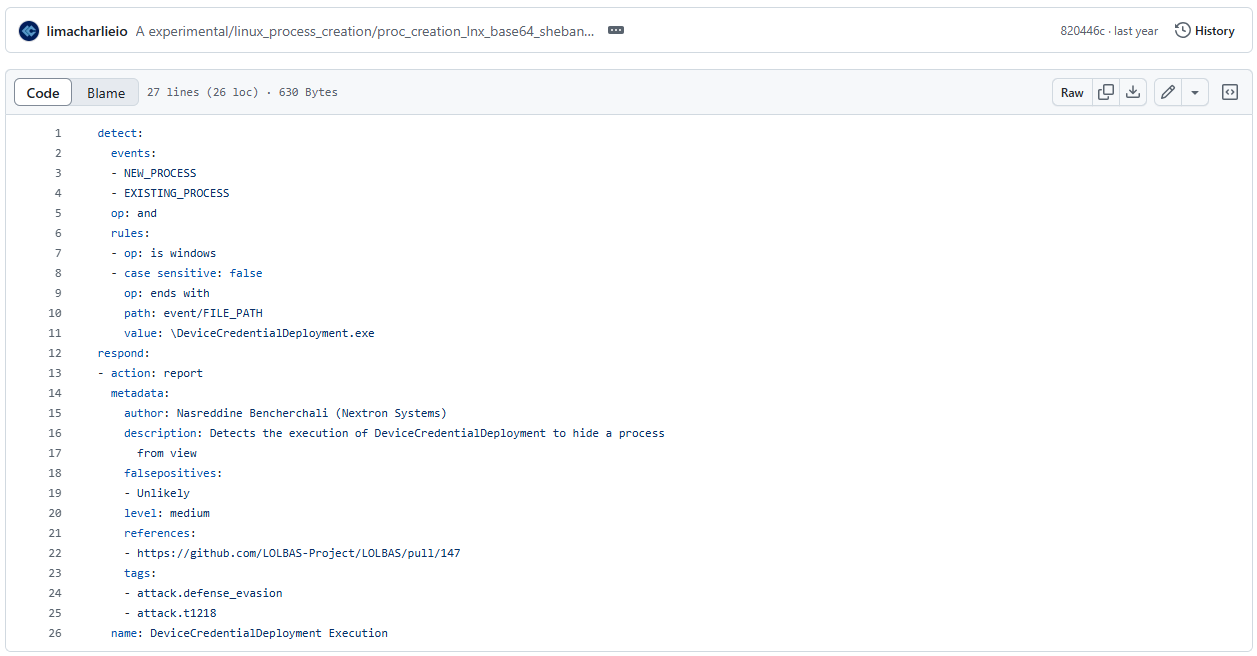 limacharlieio A experimental/linux_process_creation/proc_creation_lnx_base64_sheban... 820446c · last year History
Code Blame 27 lines (26 loc) · 630 Bytes Raw
1 detect:
2   events:
3   - NEW_PROCESS
4   - EXISTING_PROCESS
5   op: and
6   rules:
7   - op: is windows
8   - case sensitive: false
9     op: ends with
10     path: event/FILE_PATH
11     value: \DeviceCredentialDeployment.exe
12 respond:
13 - action: report
14   metadata:
15     author: Nasreddine Bencherchali (Nextron Systems)
16     description: Detects the execution of DeviceCredentialDeployment to hide a process
17       from view
18     falsepositives:
19     - Unlikely
20     level: medium
21     references:
22     - https://github.com/LOLBAS-Project/LOLBAS/pull/147
23     tags:
24     - attack.defense_evasion
25     - attack.t1218
26   name: DeviceCredentialDeployment Execution